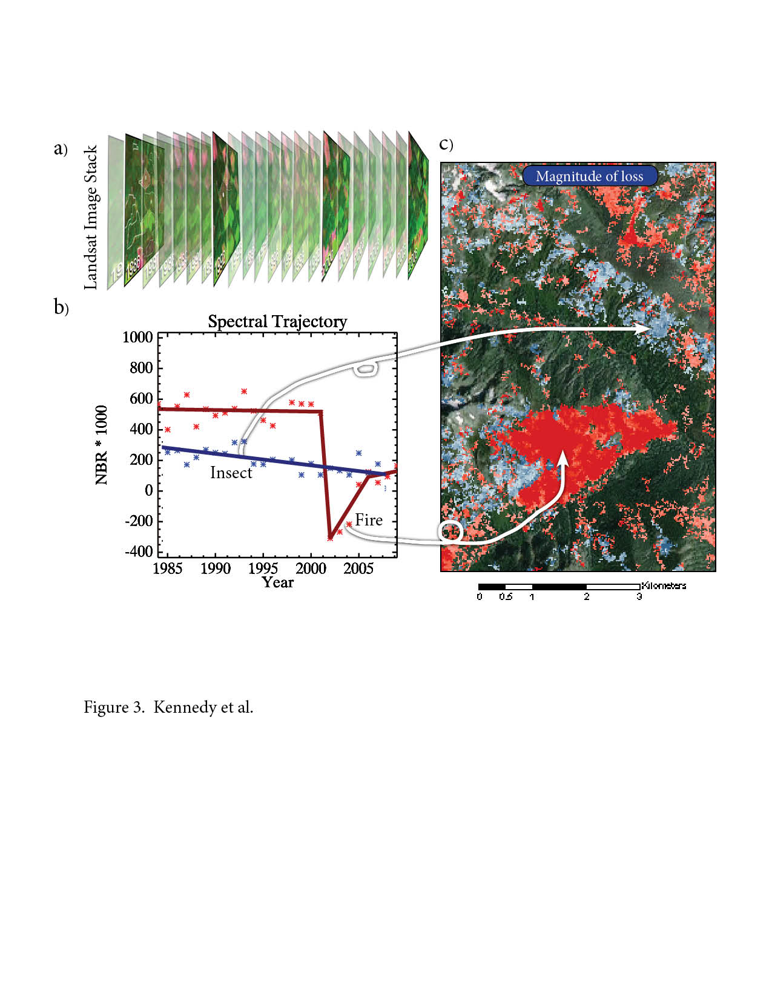 a)
Landsat Image Stack
1986
c)
Magnitude of loss
b)
Spectral Trajectory
1000
800
600
400
200
0
-200
-400
NBR * 1000
Insect
Fire
1985 1990 1995 2000 2005
Year
Kilometers
0 0.5 1 2 3
Figure 3. Kennedy et al.